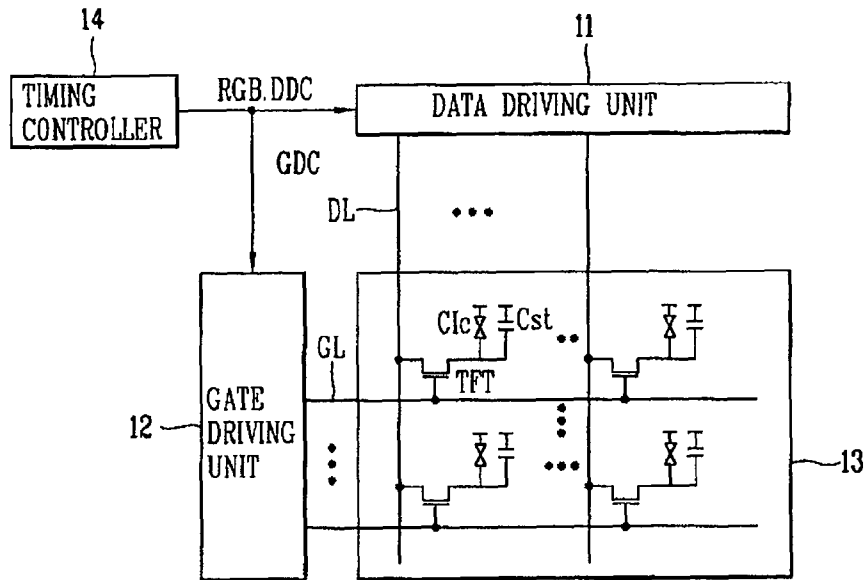 14
11
TIMING
CONTROLLER
RGB.DDC
DATA DRIVING UNIT
GDC
DL
Clc
Cst
GL
TFT
12
GATE
DRIVING
UNIT
13